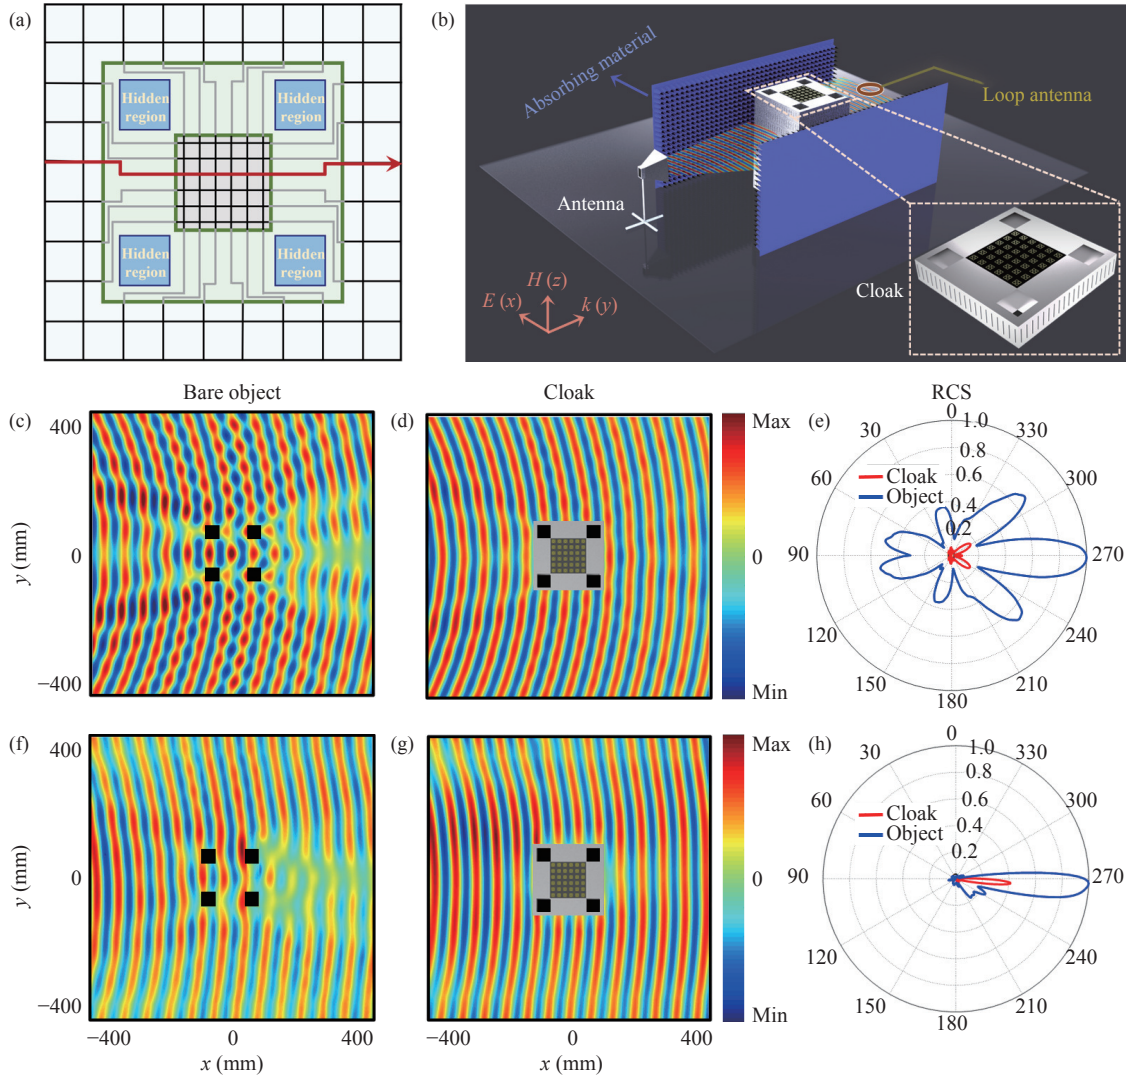 (a)
Hidden
region
Hidden
region
Hidden
region
Hidden
region
(b)
Absorbing material
Loop antenna
Antenna
Cloak
H (z)
E (x)
k (y)
Bare object
Cloak
RCS
(c)
400
0
−400
y (mm)
(d)
Max
0
Min
(e)
0
30
330
60
300
90
270
120
240
150
210
180
1.0
0.8
0.6
0.4
0.2
Cloak
Object
(f)
400
0
−400
y (mm)
−400
0
400
x (mm)
(g)
Max
0
Min
−400
0
400
x (mm)
(h)
0
30
330
60
300
90
270
120
240
150
210
180
1.0
0.8
0.6
0.4
0.2
Cloak
Object